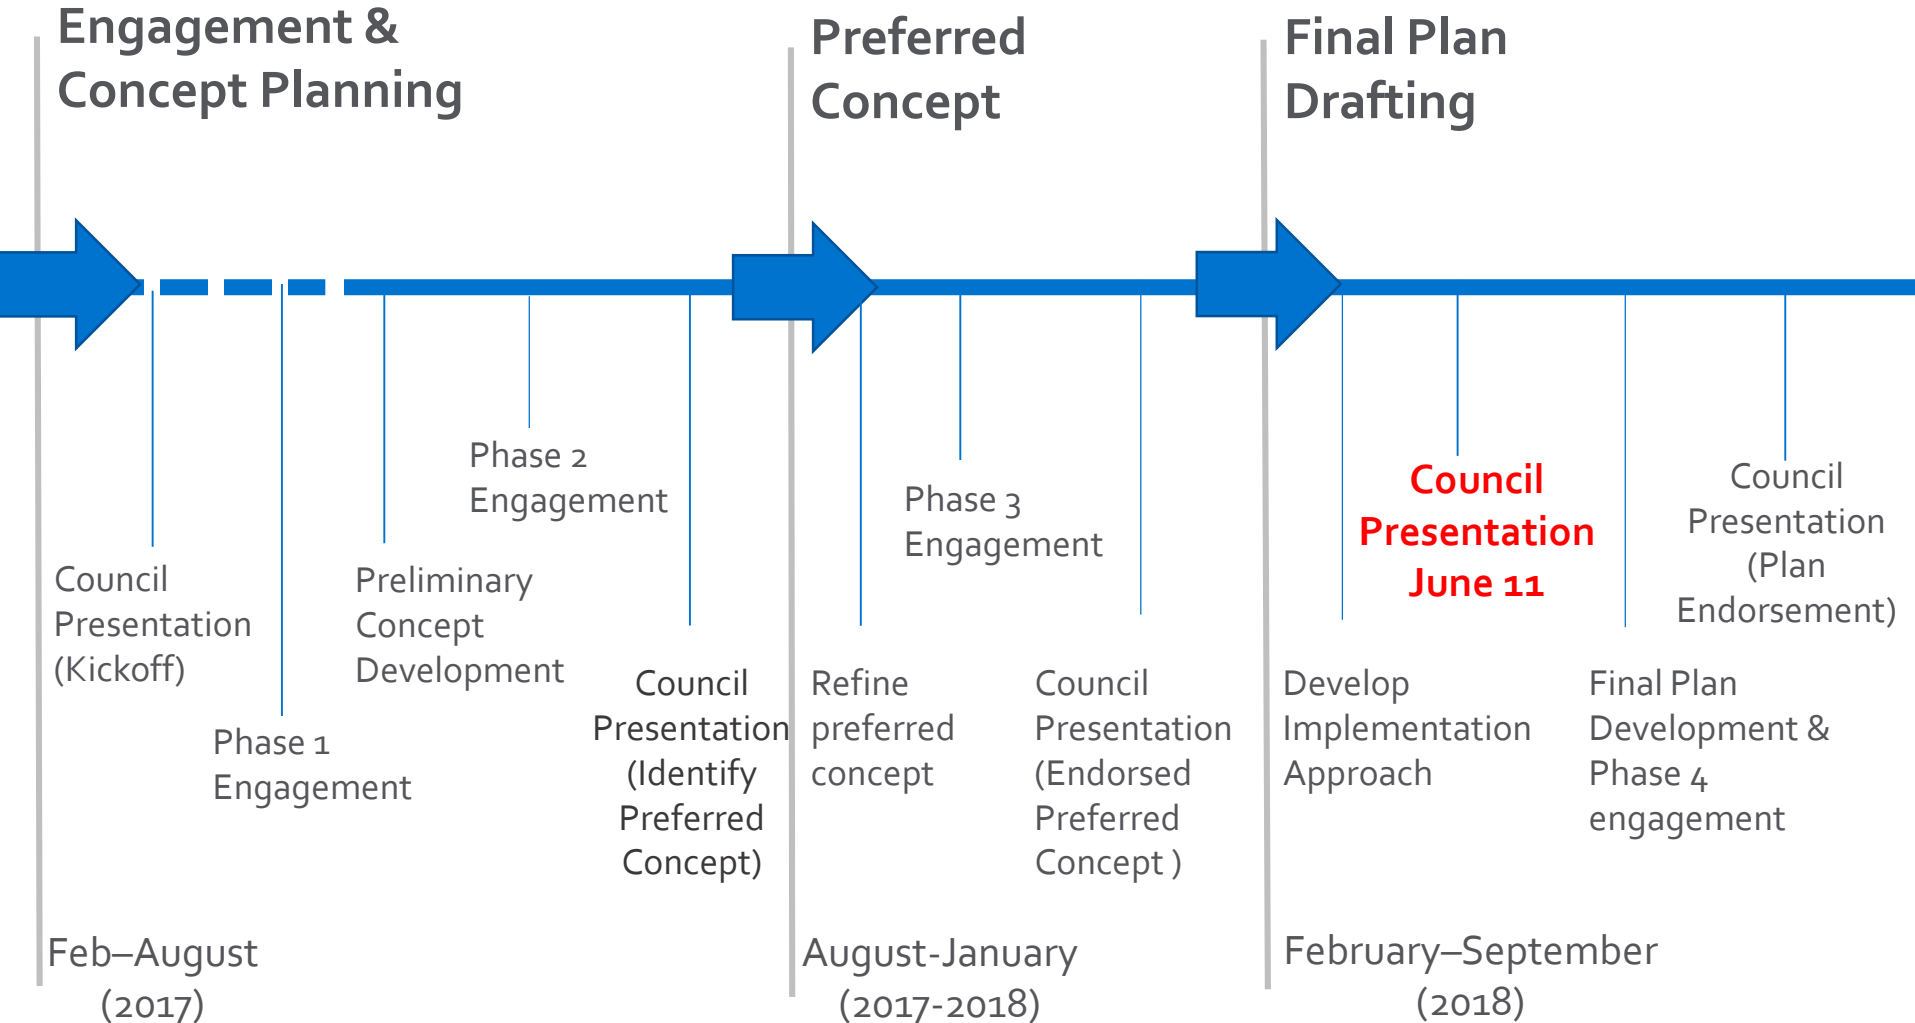 Engagement &
Concept Planning
Preferred
Concept
Final Plan
Drafting
Council
Presentation
(Kickoff)
Phase 1
Engagement
Preliminary
Concept
Development
Phase 2
Engagement
Council
Presentation
(Identify
Preferred
Concept)
Refine
preferred
concept
Phase 3
Engagement
Council
Presentation
(Endorsed
Preferred
Concept )
Develop
Implementation
Approach
Council
Presentation
June 11
Final Plan
Development &
Phase 4
engagement
Council
Presentation
(Plan
Endorsement)
Feb–August
(2017)
August-January
(2017-2018)
February–September
(2018)